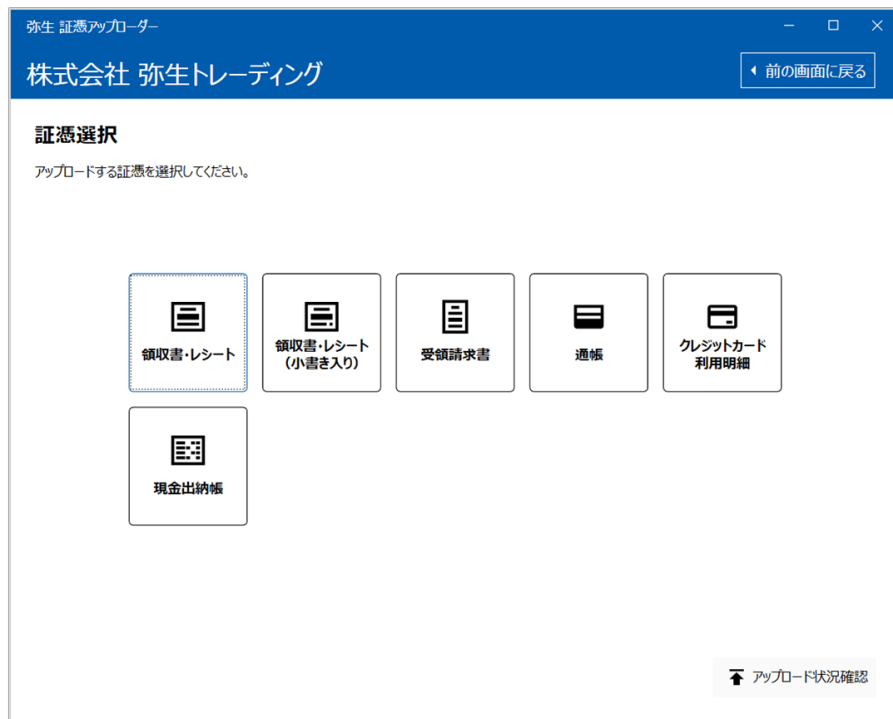 弥生 証憑アップローダー
株式会社 弥生トレーディング
前の画面に戻る
証憑選択
アップロードする証憑を選択してください。
領収書・レシート
領収書・レシート
(小書き入り)
受領請求書
通帳
クレジットカード
利用明細
現金出納帳
アップロード状況確認